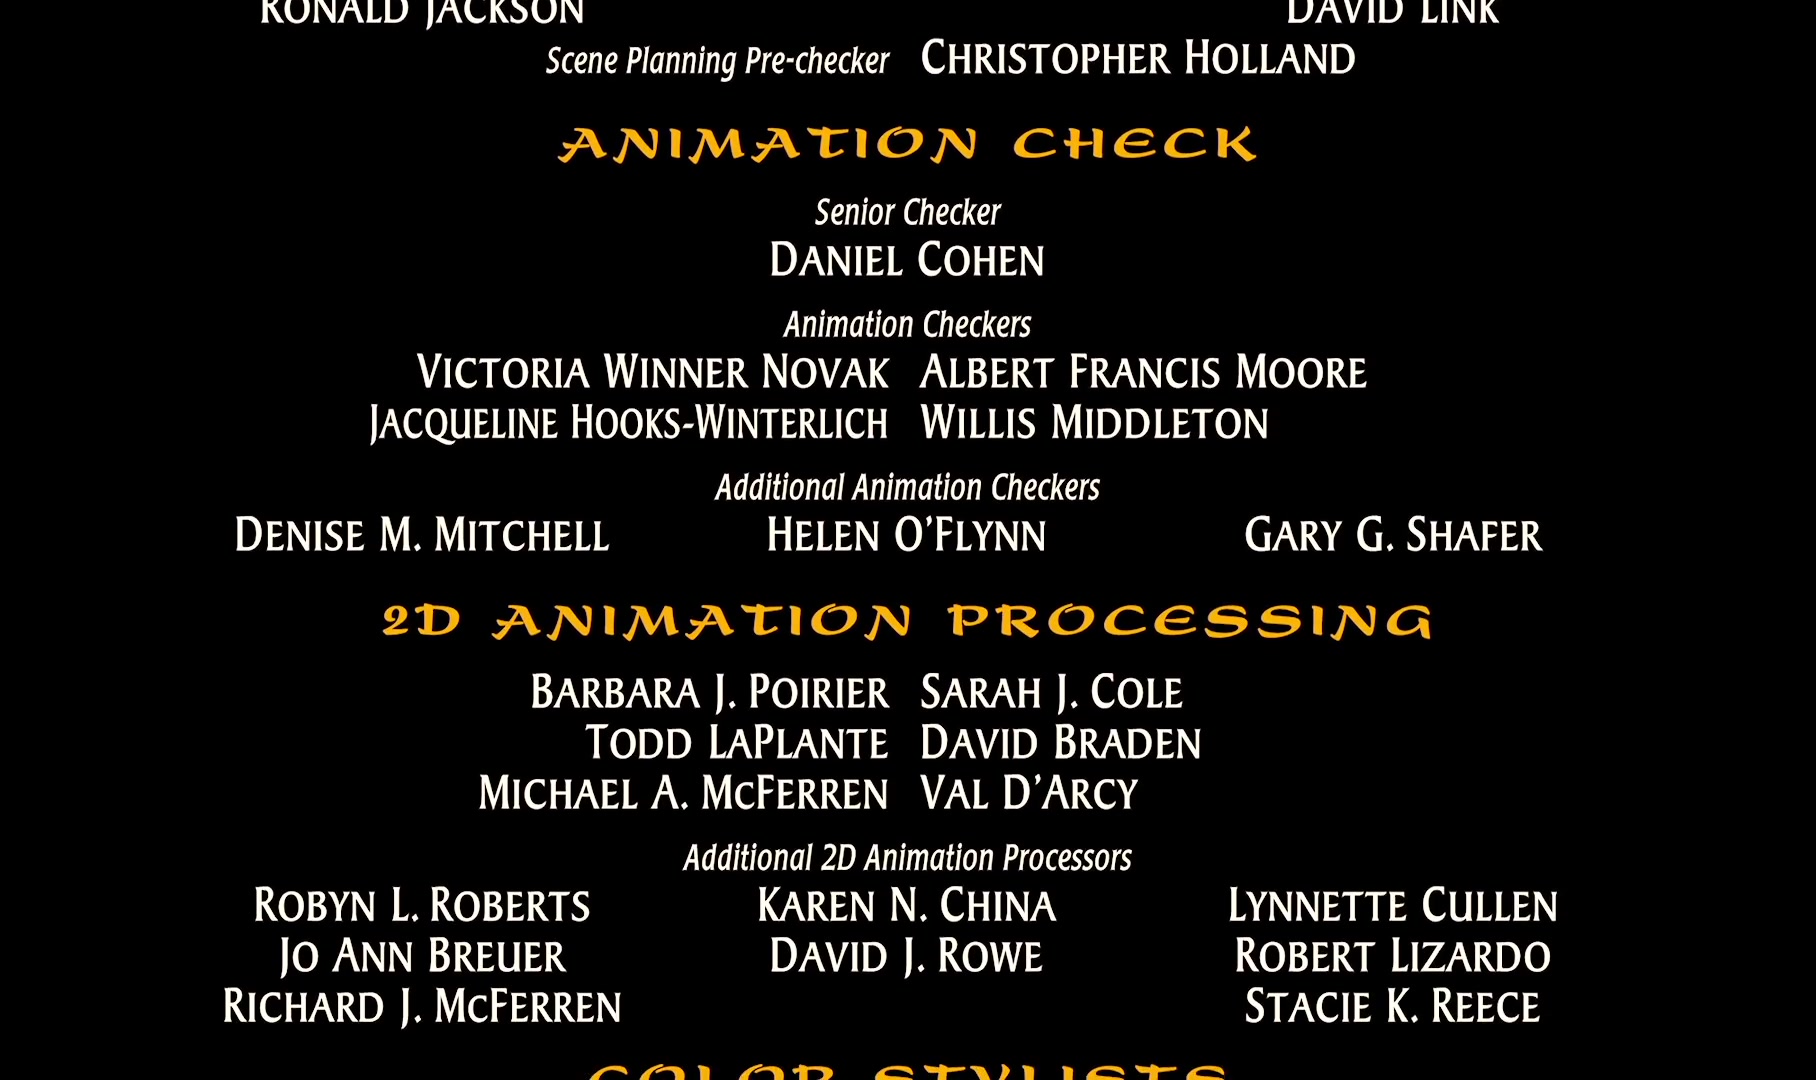 RONALD JACKSON DAVID LINK
Scene Planning Pre-checker CHRISTOPHER HOLLAND
ANIMATION CHECK
Senior Checker
DANIEL COHEN
Animation Checkers
VICTORIA WINNER NOVAK ALBERT FRANCIS MOORE
JACQUELINE HOOKS-WINTERLICH WILLIS MIDDLETON
Additional Animation Checkers
DENISE M. MITCHELL HELEN O'FLYNN GARY G. SHAFER
2D ANIMATION PROCESSING
BARBARA J. POIRIER SARAH J. COLE
TODD LAPLANTE DAVID BRADEN
MICHAEL A. MCFERREN VAL D'ARCY
Additional 2D Animation Processors
ROBYN L. ROBERTS KAREN N. CHINA LYNNETTE CULLEN
JO ANN BREUER DAVID J. ROWE ROBERT LIZARDO
RICHARD J. MCFERREN STACIE K. REECE
COLOR STYLISTS